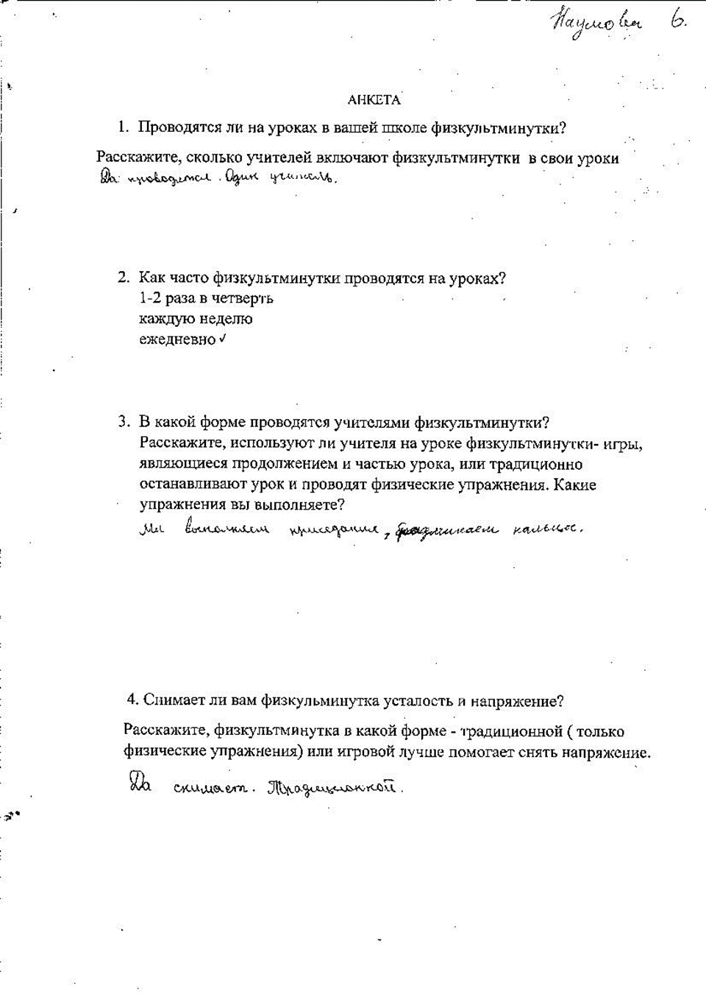 Наумова 6.
АНКЕТА
1. Проводятся ли на уроках в вашей школе физкультминутки?
Расскажите, сколько учителей включают физкультминутки в свои уроки
Да проводятся. Один учитель.
2. Как часто физкультминутки проводятся на уроках?
1-2 раза в четверть
каждую неделю
ежедневно ✓
3. В какой форме проводятся учителями физкультминутки?
Расскажите, используют ли учителя на уроке физкультминутки- игры,
являющиеся продолжением и частью урока, или традиционно
останавливают урок и проводят физические упражнения. Какие
упражнения вы выполняете?
Мы выполняем приседания, разминаем
4. Снимает ли вам физкульминутка усталость и напряжение?
Расскажите, физкультминутка в какой форме - традиционной ( только
физические упражнения) или игровой лучше помогает снять напряжение.
Да снимает. Традиционной.